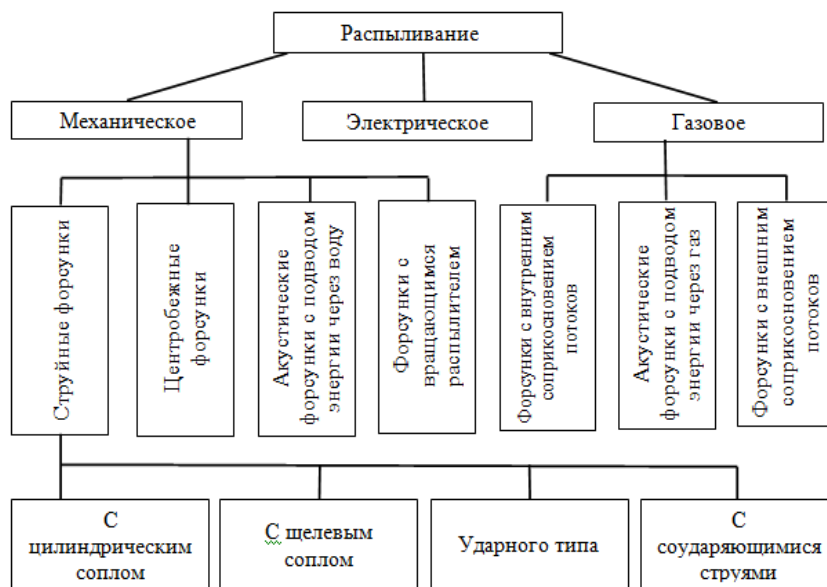 Распыливание
Механическое
Электрическое
Газовое
Струйные форсунки
Центробежные
форсунки
Акустические
форсунки с подводом
энергии через воду
Форсунки с
вращающимся
распылителем
Форсунки с внутренним
соприкосновением
потоков
Акустические
форсунки с подводом
энергии через газ
Форсунки с внешним
соприкосновением
потоков
С
цилиндрическим
соплом
С щелевым
соплом
Ударного типа
С
соударяющимися
струями